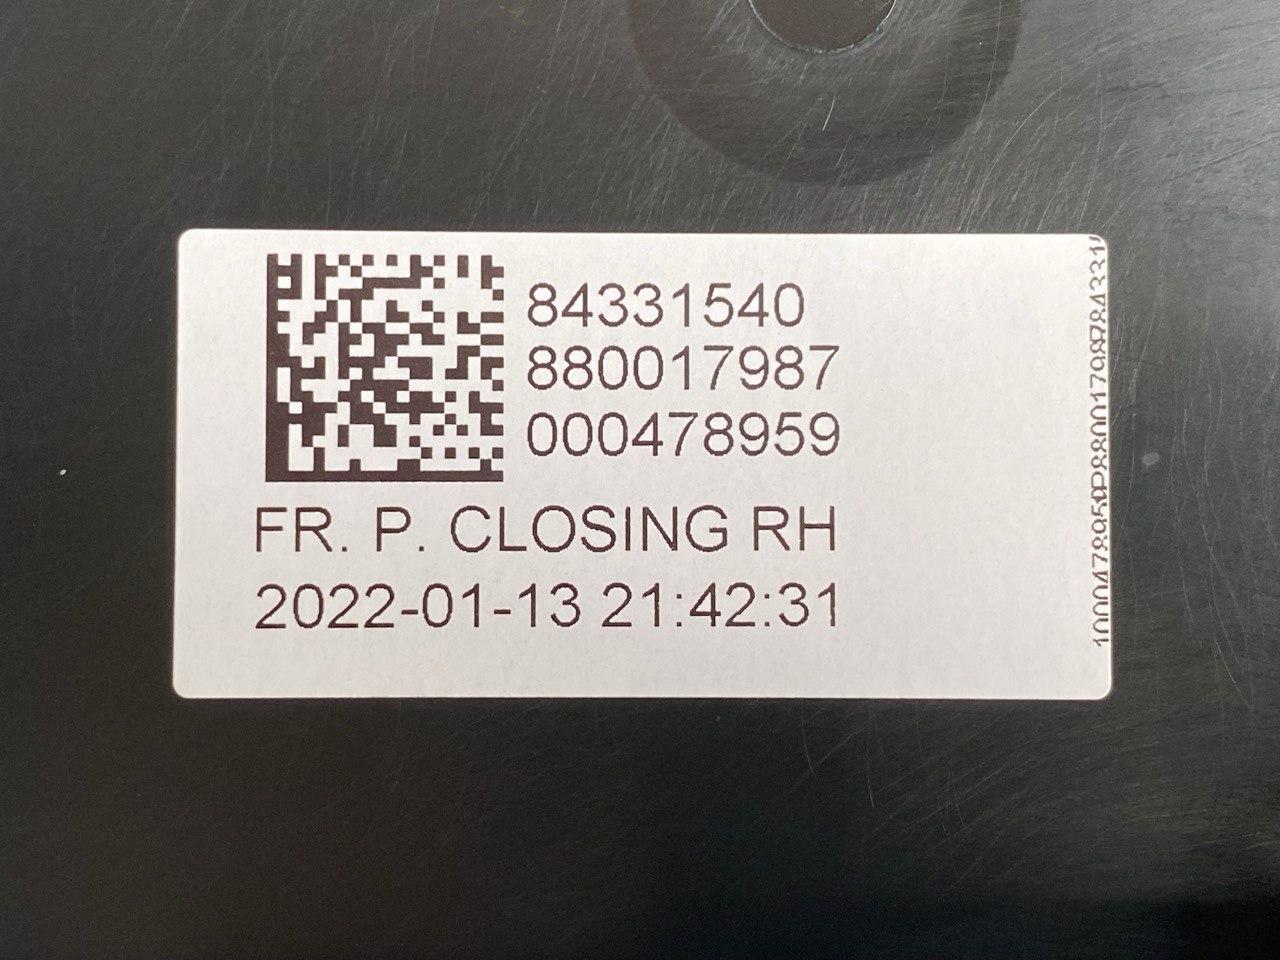 84331540
880017987
000478959
FR. P. CLOSING RH
2022-01-13 21:42:31